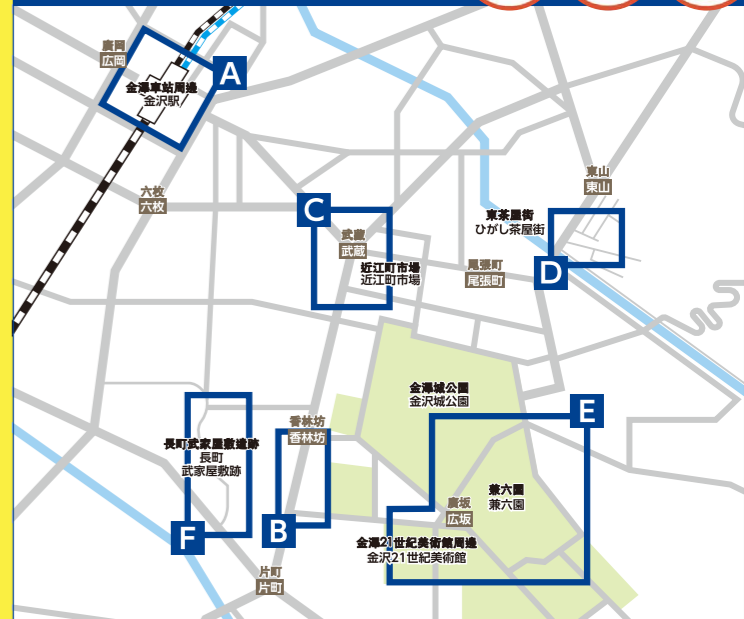 廣岡
広岡
A
金澤車站周邊
金沢駅
六枚
六枚
C
武蔵
武蔵
近江町市場
近江町市場
東山
東山
東茶屋街
ひがし茶屋街
D
尾張町
尾張町
金澤城公園
金沢城公園
E
香林坊
香林坊
長町武家屋敷遺跡
長町
武家屋敷跡
F
B
兼六園
兼六園
廣坂
広坂
金澤21世紀美術館周邊
金沢21世紀美術館
片町
片町